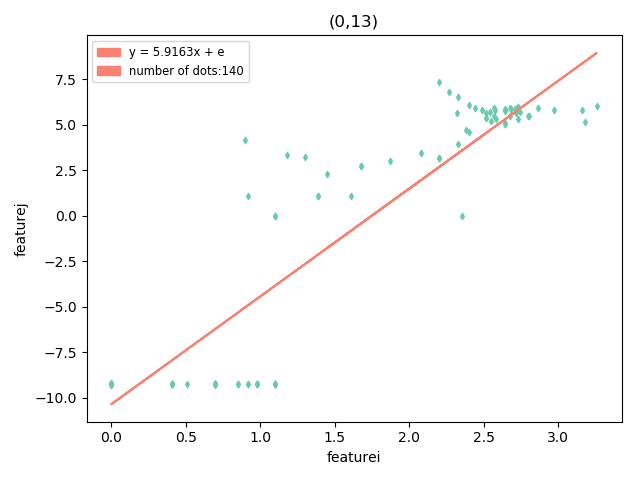 (0,13)
y = 5.9163x + e
number of dots:140
7.5
5.0
2.5
0.0
−2.5
−5.0
−7.5
−10.0
featurej
0.0 0.5 1.0 1.5 2.0 2.5 3.0
featurei